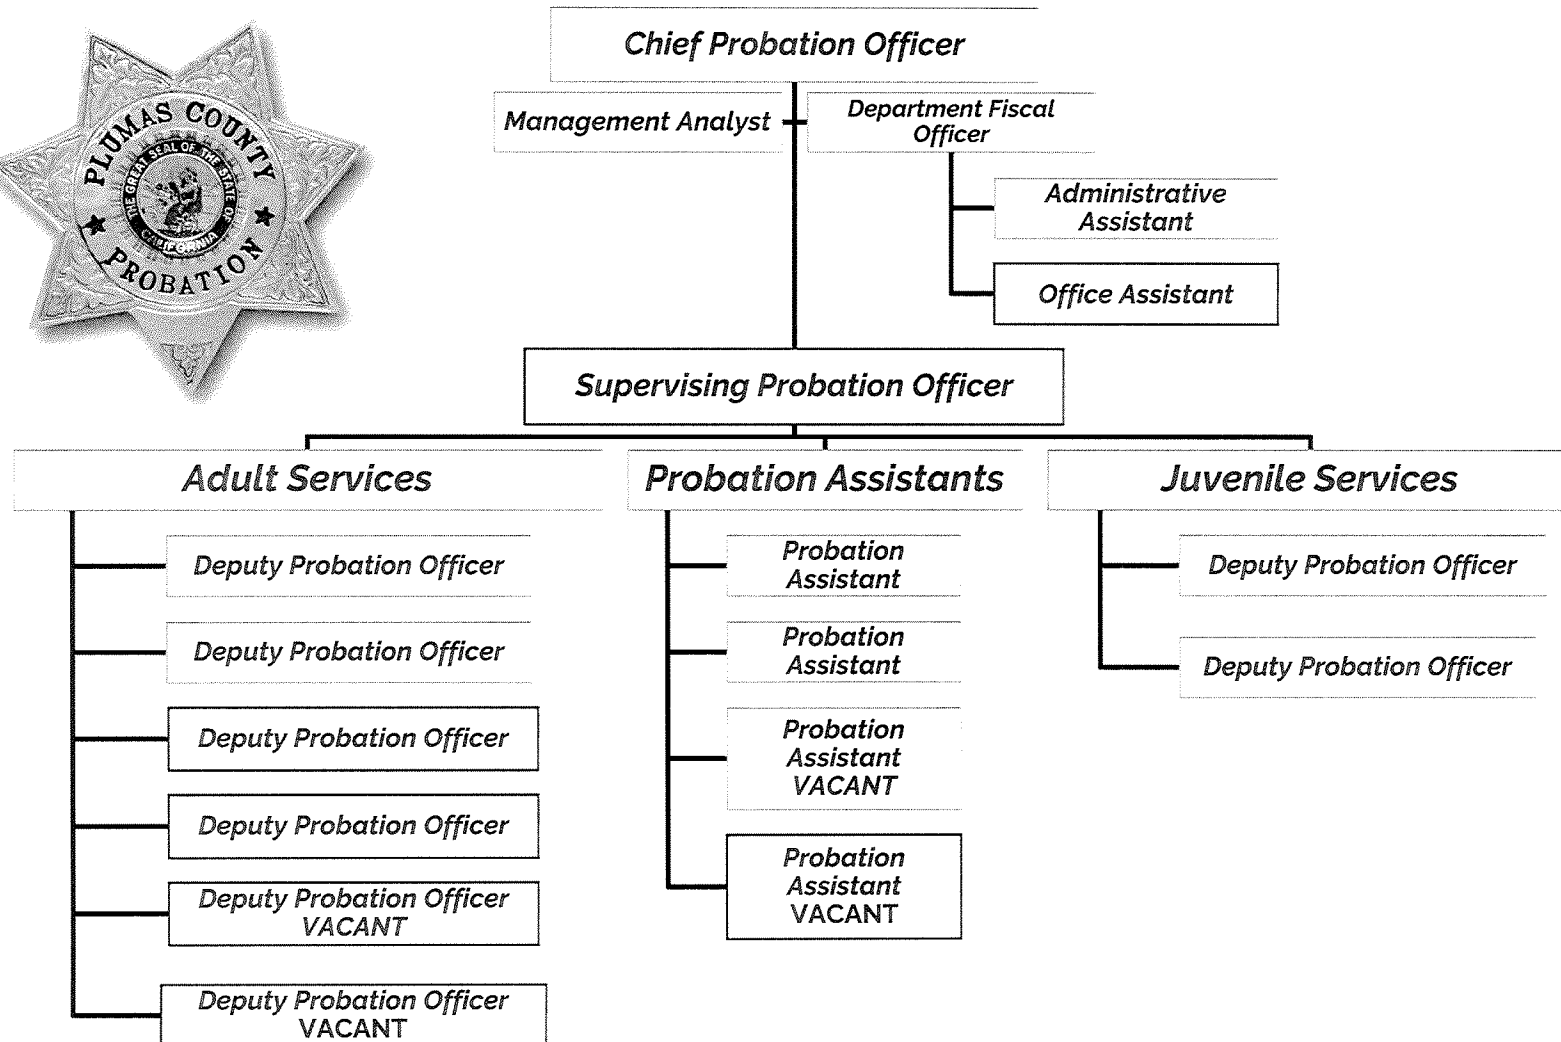 PLUMAS COUNTY
THE GREAT SEAL OF THE STATE OF
CALIFORNIA
PROBATION
Chief Probation Officer
Management Analyst
Department Fiscal
Officer
Administrative
Assistant
Office Assistant
Supervising Probation Officer
Adult Services
Deputy Probation Officer
Deputy Probation Officer
Deputy Probation Officer
Deputy Probation Officer
Deputy Probation Officer
VACANT
Deputy Probation Officer
VACANT
Probation Assistants
Probation
Assistant
Probation
Assistant
Probation
Assistant
VACANT
Probation
Assistant
VACANT
Juvenile Services
Deputy Probation Officer
Deputy Probation Officer